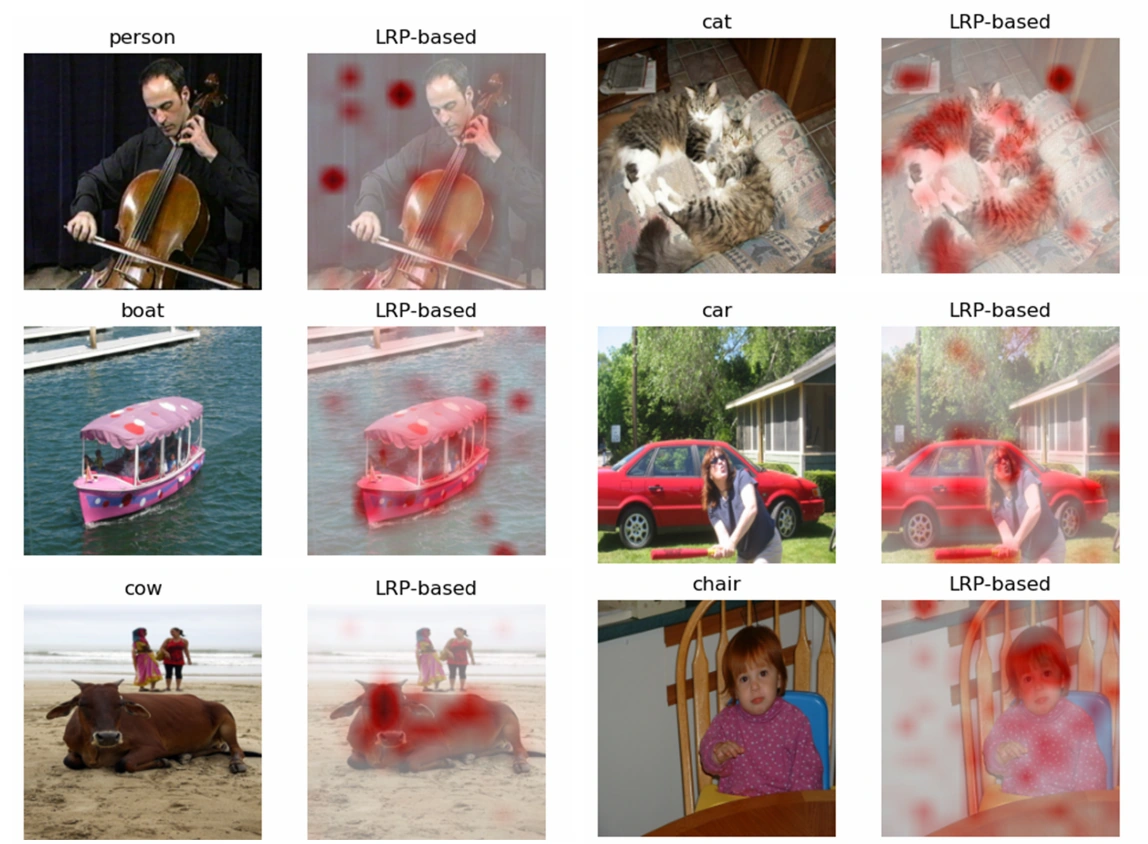 person LRP-based
cat LRP-based
boat LRP-based
car LRP-based
cow LRP-based
chair LRP-based